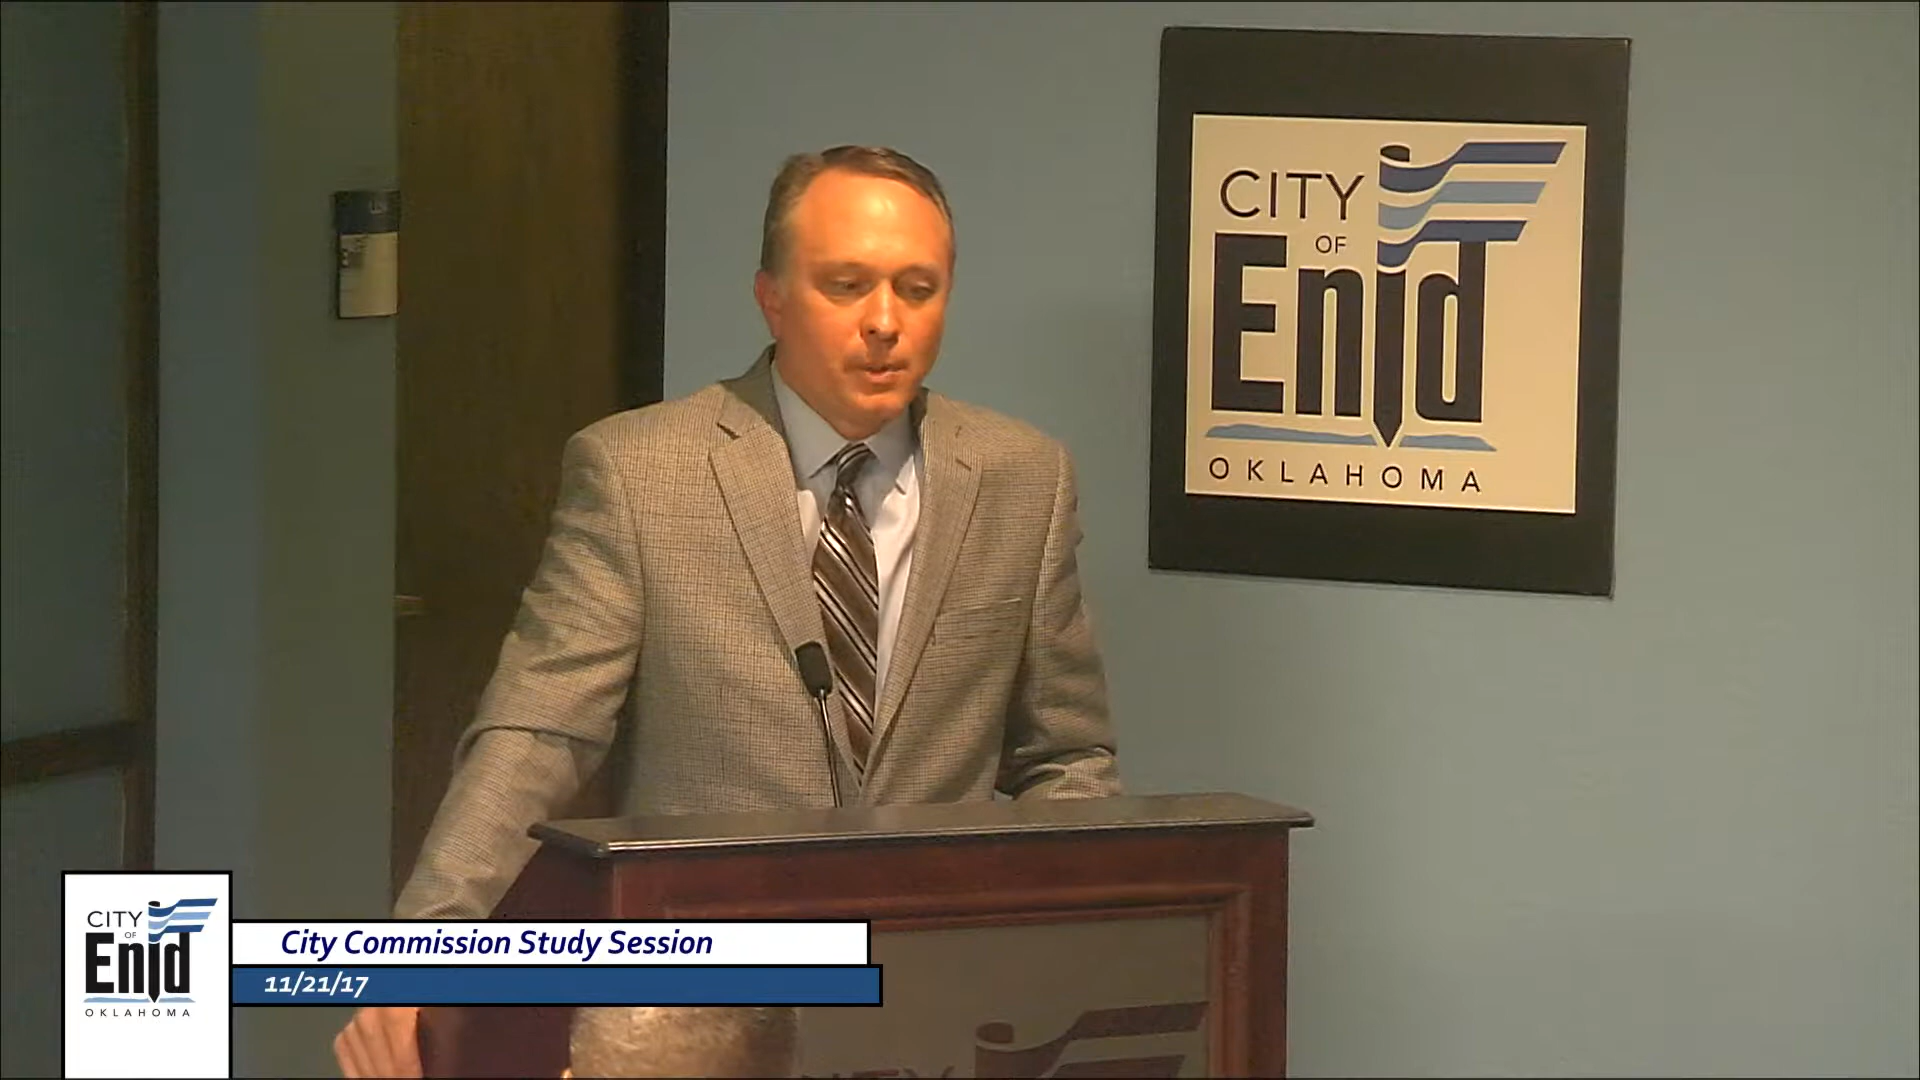 CITY
OF
Enid
OKLAHOMA
CITY
OF
Enid
OKLAHOMA
City Commission Study Session
11/21/17